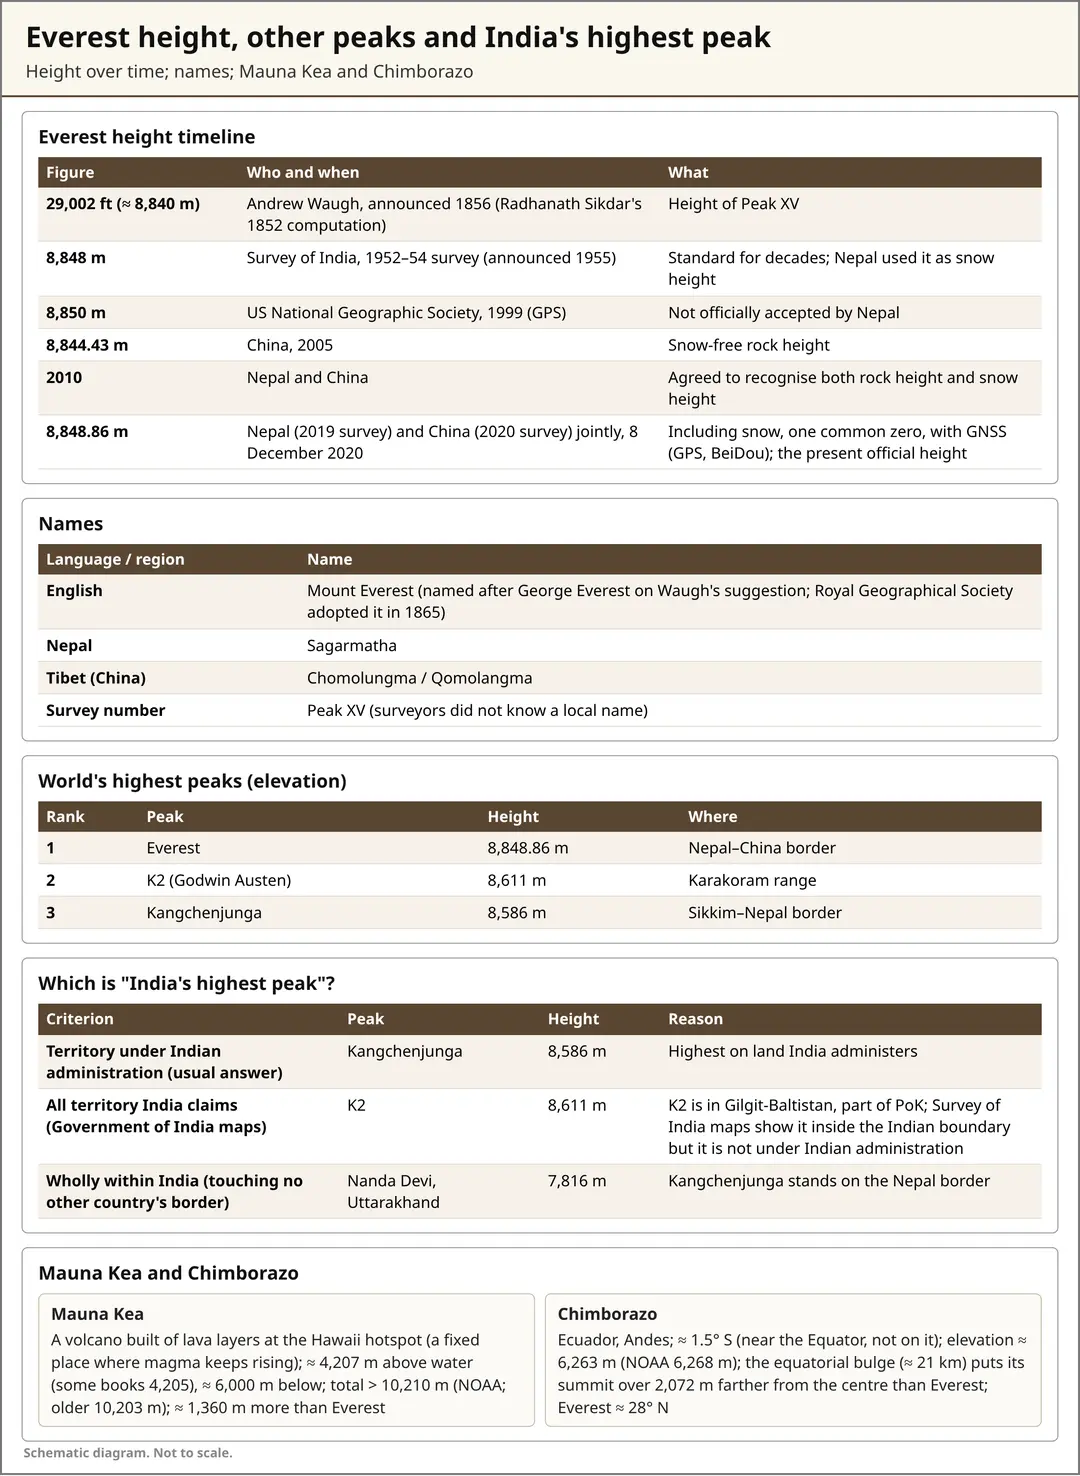 Everest height, other peaks and India's highest peak
Height over time; names; Mauna Kea and Chimborazo
Everest height timeline
Figure Who and when What
29,002 ft (≈ 8,840 m) Andrew Waugh, announced 1856 (Radhanath Sikdar's Height of Peak XV
1852 computation)
8,848 m Survey of India, 1952–54 survey (announced 1955) Standard for decades; Nepal used it as snow
height
8,850 m US National Geographic Society, 1999 (GPS) Not officially accepted by Nepal
8,844.43 m China, 2005 Snow-free rock height
2010 Nepal and China Agreed to recognise both rock height and snow
height
8,848.86 m Nepal (2019 survey) and China (2020 survey) jointly, 8 Including snow, one common zero, with GNSS
December 2020 (GPS, BeiDou); the present official height
Names
Language / region Name
English Mount Everest (named after George Everest on Waugh's suggestion; Royal Geographical Society
adopted it in 1865)
Nepal Sagarmatha
Tibet (China) Chomolungma / Qomolangma
Survey number Peak XV (surveyors did not know a local name)
World's highest peaks (elevation)
Rank Peak Height Where
1 Everest 8,848.86 m Nepal–China border
2 K2 (Godwin Austen) 8,611 m Karakoram range
3 Kangchenjunga 8,586 m Sikkim–Nepal border
Which is "India's highest peak"?
Criterion Peak Height Reason
Territory under Indian Kangchenjunga 8,586 m Highest on land India administers
administration (usual answer)
All territory India claims K2 8,611 m K2 is in Gilgit-Baltistan, part of PoK; Survey of
(Government of India maps) India maps show it inside the Indian boundary
but it is not under Indian administration
Wholly within India (touching no Nanda Devi, 7,816 m Kangchenjunga stands on the Nepal border
other country's border) Uttarakhand
Mauna Kea and Chimborazo
Mauna Kea
A volcano built of lava layers at the Hawaii hotspot (a fixed
place where magma keeps rising); ≈ 4,207 m above water
(some books 4,205), ≈ 6,000 m below; total > 10,210 m (NOAA;
older 10,203 m); ≈ 1,360 m more than Everest
Chimborazo
Ecuador, Andes; ≈ 1.5° S (near the Equator, not on it); elevation ≈
6,263 m (NOAA 6,268 m); the equatorial bulge (≈ 21 km) puts its
summit over 2,072 m farther from the centre than Everest;
Everest ≈ 28° N
Schematic diagram. Not to scale.